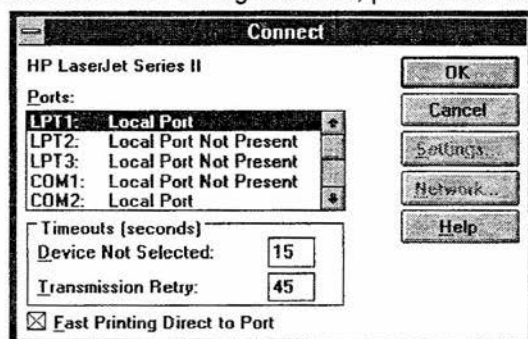 Connect
HP LaserJet Series II
OK
Ports:
Cancel
LPT1: Local Port
LPT2: Local Port Not Present
LPT3: Local Port Not Present
COM1: Local Port Not Present
COM2: Local Port
Settings...
Network...
Help
Timeouts (seconds)
Device Not Selected: 15
Transmission Retry: 45
Fast Printing Direct to Port